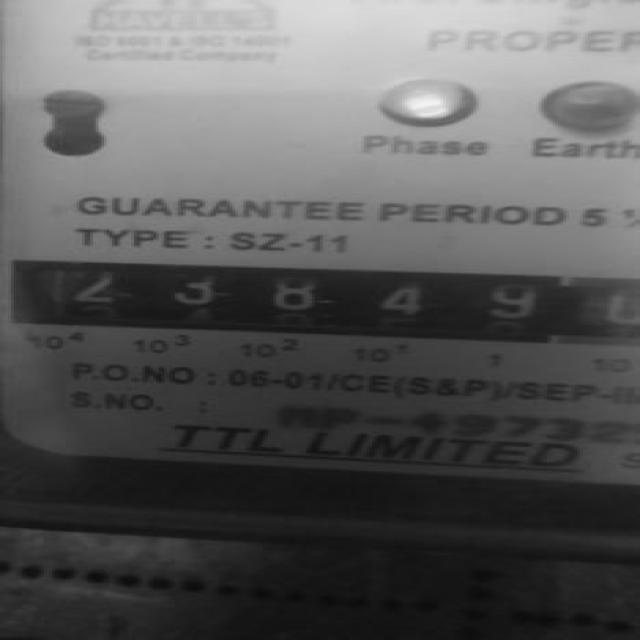 ISO 9001 & ISO 14001
Certified Company
PROPER
Phase Earth
GUARANTEE PERIOD 5
TYPE : SZ-11
2 3 8 4 9
10⁴ 10³ 10² 10¹ 1 10
P.O.NO : 06-01/CE(S&P)/SEP-
S.NO. :
TTL LIMITED